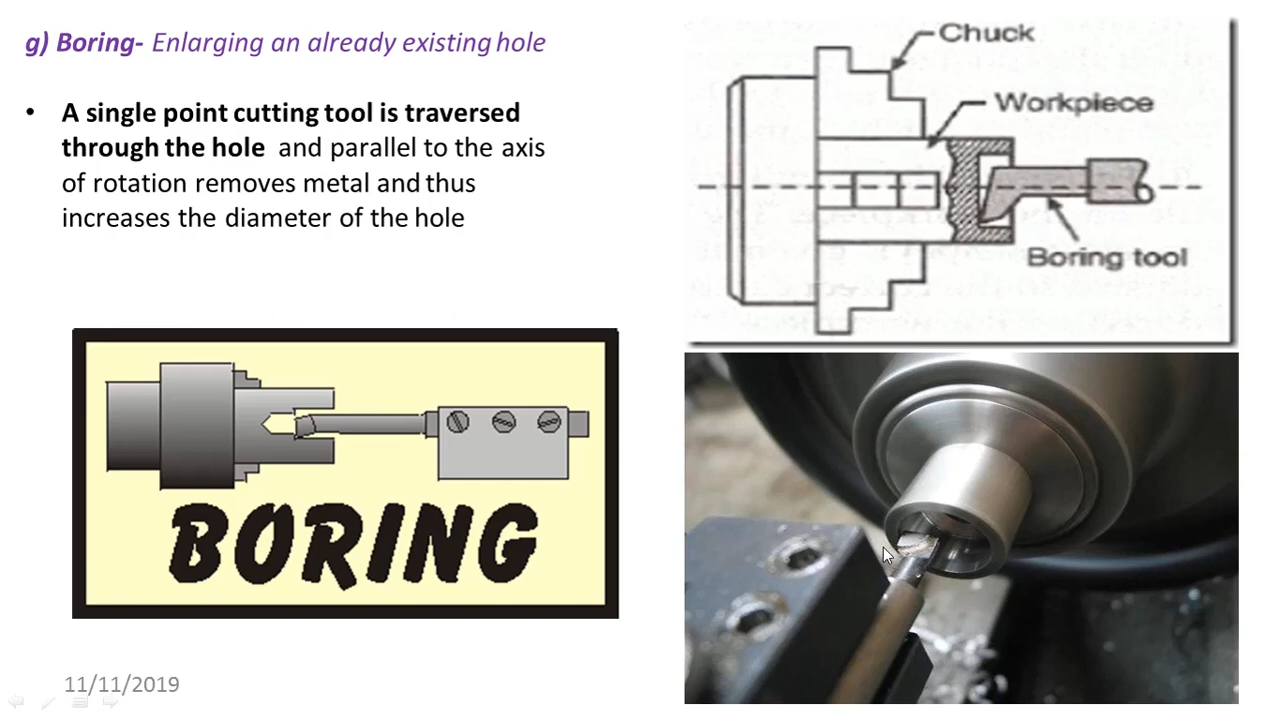 g) Boring- Enlarging an already existing hole
• A single point cutting tool is traversed
through the hole and parallel to the axis
of rotation removes metal and thus
increases the diameter of the hole
Chuck
Workpiece
Boring tool
BORING
11/11/2019